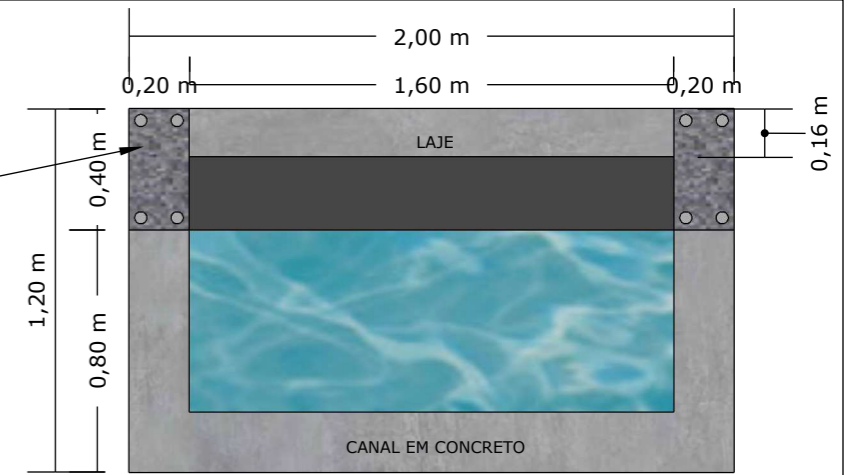 2,00 m
0,20 m
1,60 m
0,20 m
LAJE
0,16 m
0,40 m
1,20 m
0,80 m
CANAL EM CONCRETO